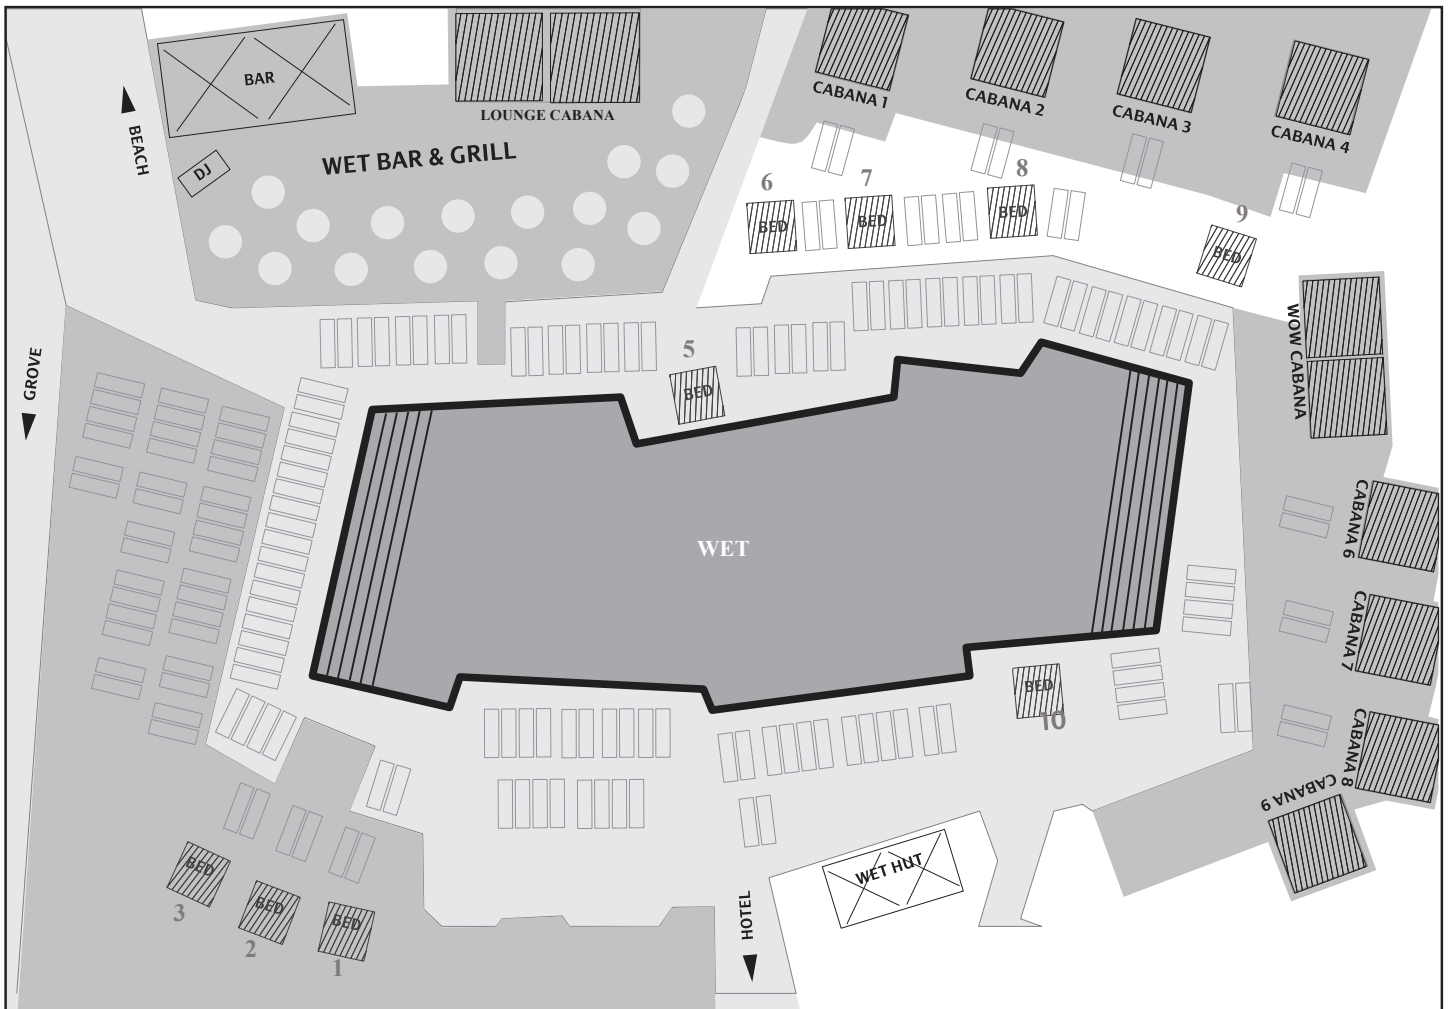 BAR
LOUNGE CABANA
CABANA 1
CABANA 2
CABANA 3
CABANA 4
BEACH
DJ
WET BAR & GRILL
6
BED
7
BED
8
BED
9
BED
WOW CABANA
GROVE
5
BED
CABANA 6
WET
CABANA 7
BED
10
CABANA 8
CABANA 9
BED
3
BED
2
BED
1
HOTEL
WET HUT